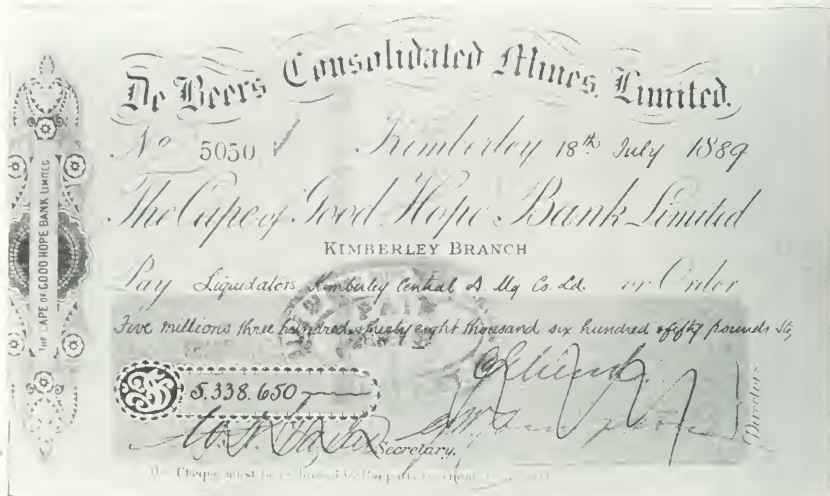 De Beers Consolidated Mines, Limited.
No 5050
Kimberley 18th July 1889
The Cape of Good Hope Bank Limited
KIMBERLEY BRANCH
Pay Liquidators Kimberley Central D. Mg Co. Ld. or Order
Five millions three hundred & thirty eight thousand six hundred & fifty pounds Stg
5.338.650
Secretary.
Directors
THE CAPE OF GOOD HOPE BANK LIMITED